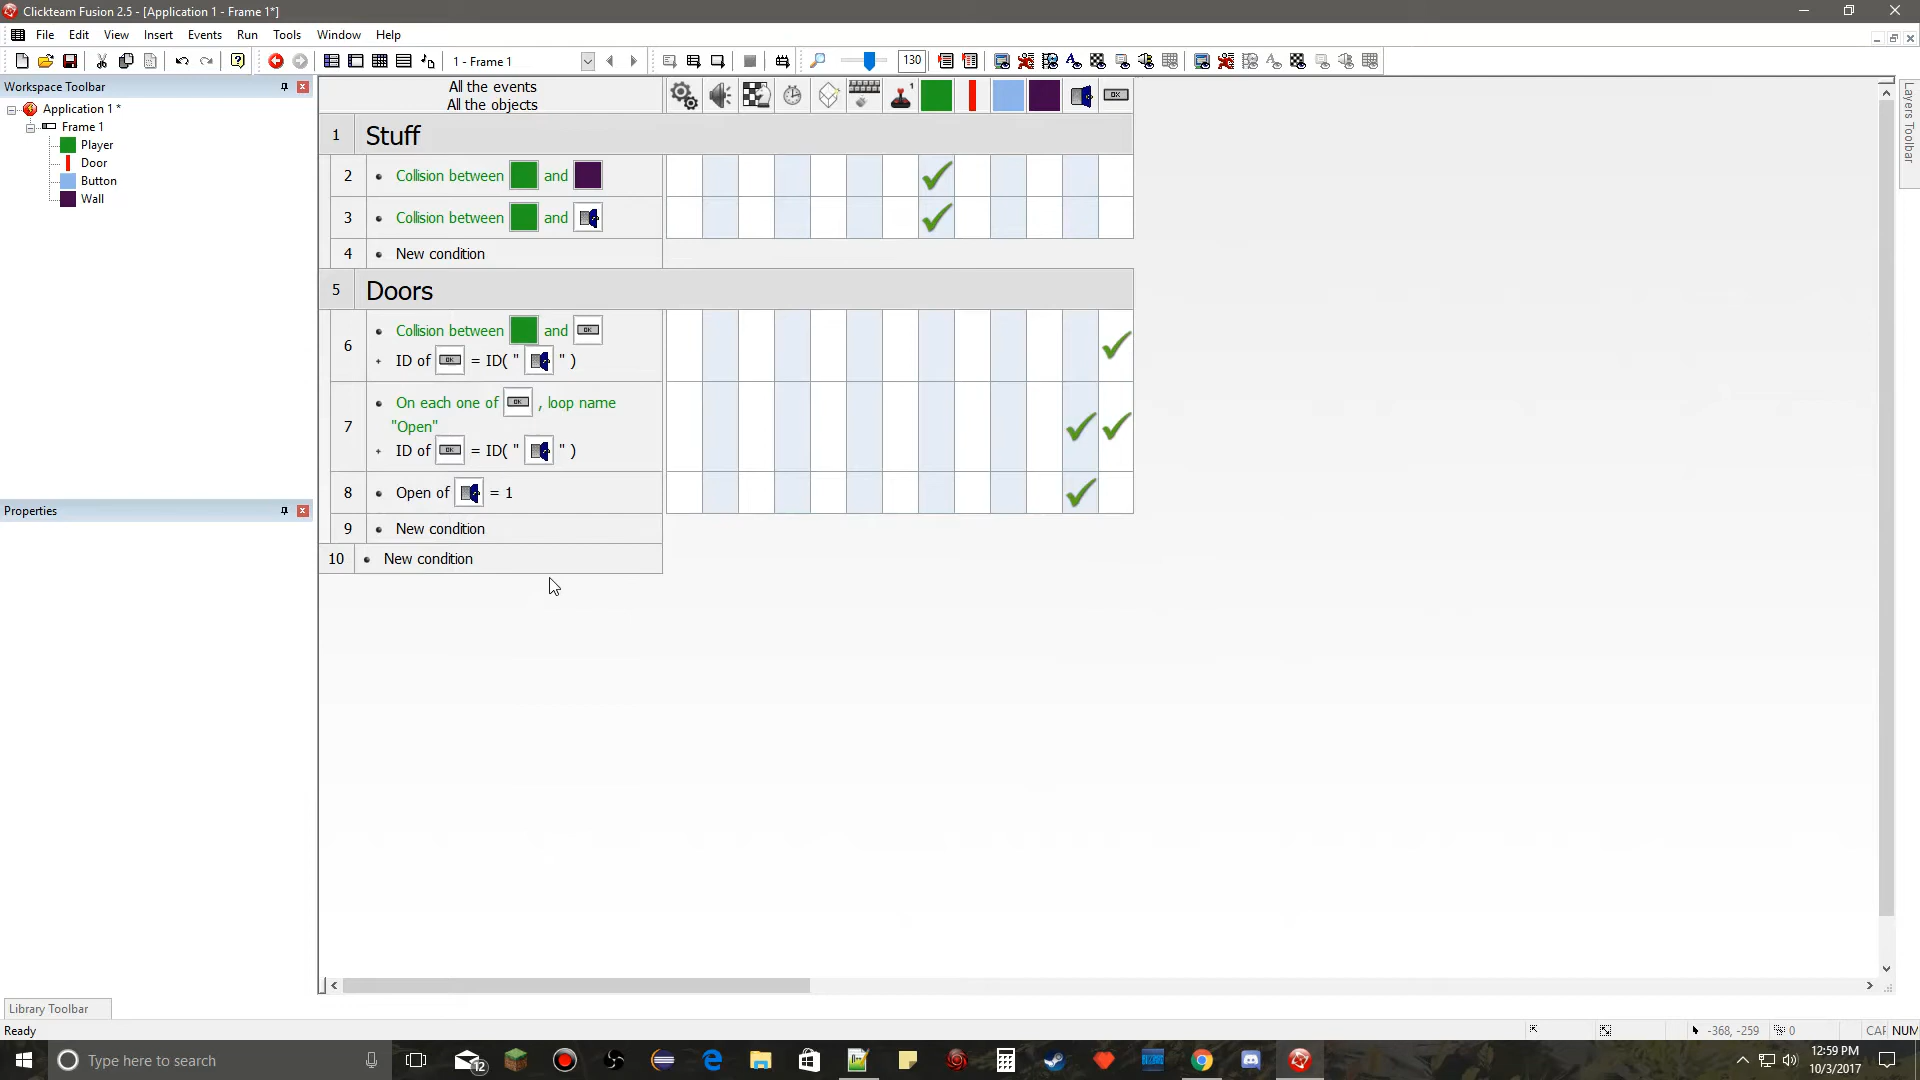 Clickteam Fusion 2.5 - [Application 1 - Frame 1*]
File Edit View Insert Events Run Tools Window Help
1 - Frame 1
130
Workspace Toolbar
Application 1 *
Frame 1
Player
Door
Button
Wall
Properties
All the events
All the objects
1 Stuff
2 • Collision between and
3 • Collision between and
4 • New condition
5 Doors
6 • Collision between and
+ ID of = ID( " " )
7 • On each one of , loop name
"Open"
+ ID of = ID( " " )
8 • Open of = 1
9 • New condition
10 • New condition
Layers Toolbar
Library Toolbar
Ready
-368, -259
0
CAP NUM
Type here to search
12
12:59 PM
10/3/2017